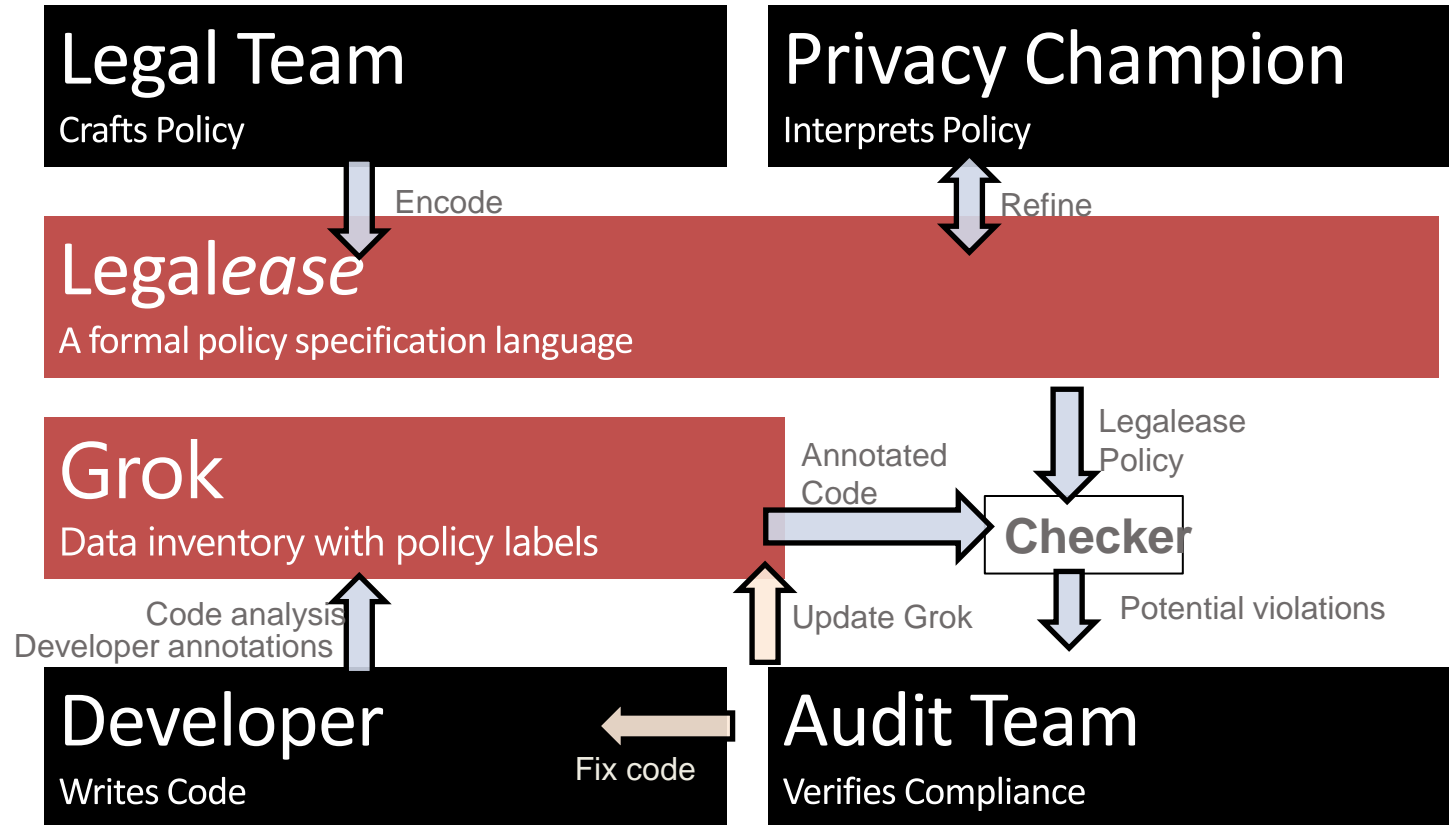 Legal Team
Crafts Policy
Privacy Champion
Interprets Policy
Encode
Refine
Legalease
A formal policy specification language
Legalease
Policy
Grok
Data inventory with policy labels
Annotated
Code
Checker
Code analysis
Developer annotations
Update Grok
Potential violations
Developer
Writes Code
Fix code
Audit Team
Verifies Compliance